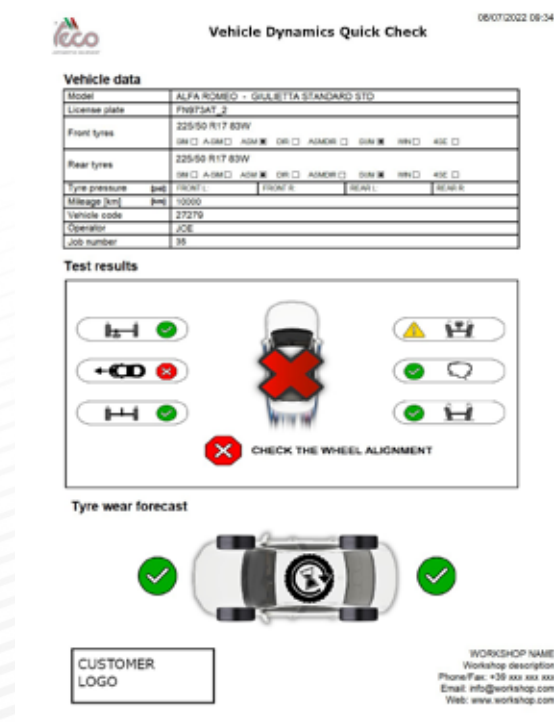 08/07/2022 09:34
reco
Vehicle Dynamics Quick Check
Vehicle data
Model ALFA ROMEO - GIULIETTA STANDARD STD
License plate FN973AT_2
Front tyres 225/50 R17 83W
Rear tyres 225/50 R17 83W
Tyre pressure [psi] FRONT L: FRONT R: REAR L: REAR R:
Mileage [km] [km] 10000
Vehicle code 27279
Operator JOE
Job number 35
Test results
CHECK THE WHEEL ALIGNMENT
Tyre wear forecast
CUSTOMER
LOGO
WORKSHOP NAME
Workshop description
Phone/Fax: +39 xxx xxx xxx
Email: info@workshop.com
Web: www.workshop.com